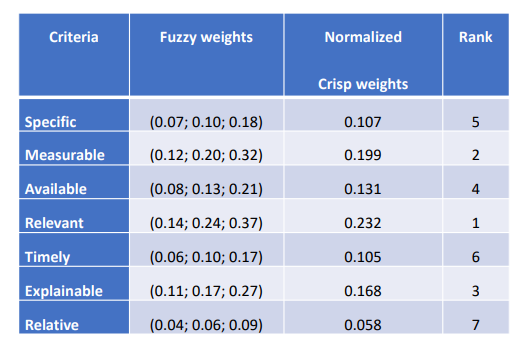 Criteria Fuzzy weights Normalized Crisp weights Rank
Specific (0.07; 0.10; 0.18) 0.107 5
Measurable (0.12; 0.20; 0.32) 0.199 2
Available (0.08; 0.13; 0.21) 0.131 4
Relevant (0.14; 0.24; 0.37) 0.232 1
Timely (0.06; 0.10; 0.17) 0.105 6
Explainable (0.11; 0.17; 0.27) 0.168 3
Relative (0.04; 0.06; 0.09) 0.058 7